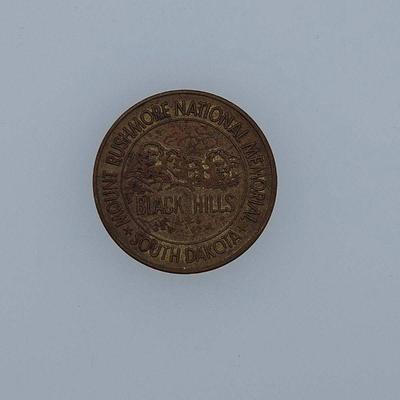 MOUNT RUSHMORE NATIONAL MEMORIAL
BLACK HILLS
★ SOUTH DAKOTA ★